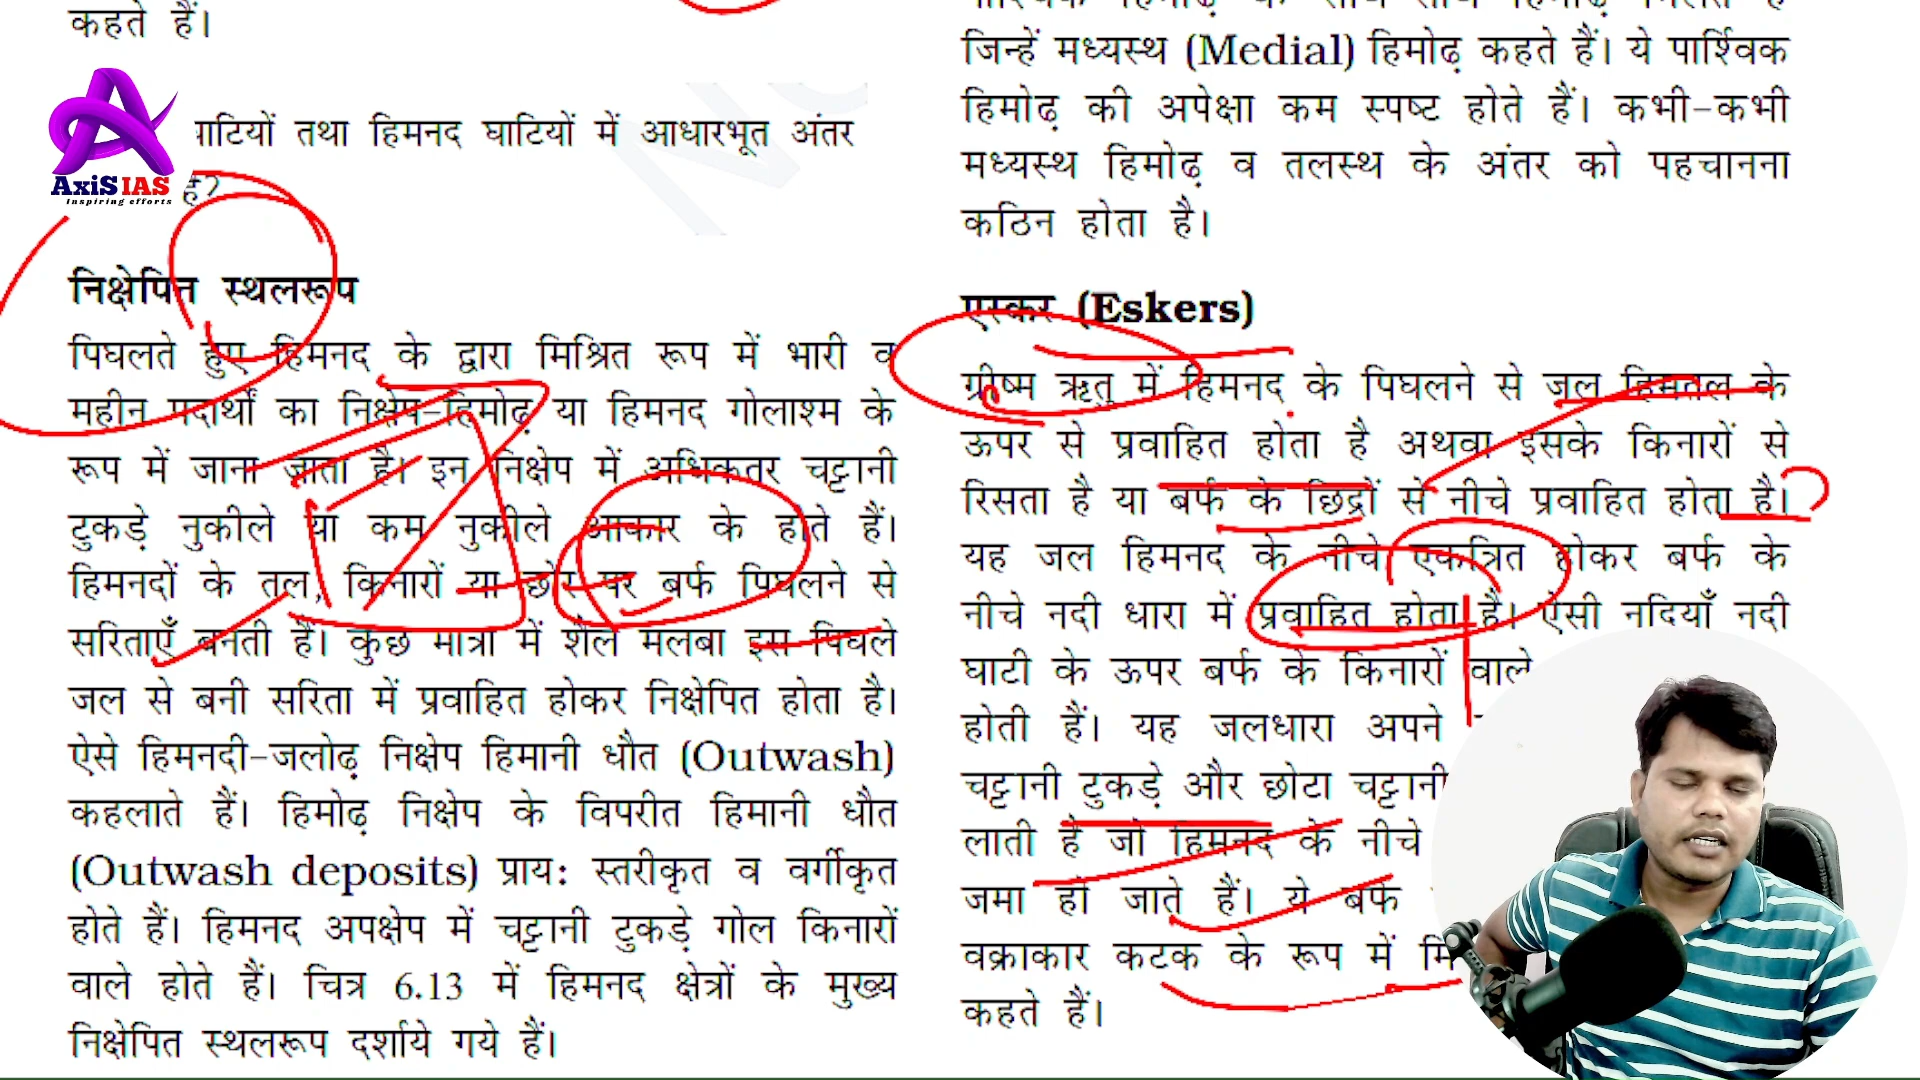 कहते हैं।
AxiS IAS
Inspiring efforts
तथा हिमनद घाटियों में आधारभूत अंतर
है?
निक्षेपित स्थलरूप
पिघलते हुए हिमनद के द्वारा मिश्रित रूप में भारी व
महीन पदार्थों का निक्षेप-हिमोढ़ या हिमनद गोलाश्म के
रूप में जाना जाता है। इन निक्षेप में अधिकतर चट्टानी
टुकड़े नुकीले या कम नुकीले आकार के होते हैं।
हिमनदों के तल, किनारों या छोर पर बर्फ पिघलने से
सरिताएँ बनती हैं। कुछ मात्रा में शैल मलबा इस पिघले
जल से बनी सरिता में प्रवाहित होकर निक्षेपित होता है।
ऐसे हिमनदी-जलोढ़ निक्षेप हिमानी धौत (Outwash)
कहलाते हैं। हिमोढ़ निक्षेप के विपरीत हिमानी धौत
(Outwash deposits) प्राय: स्तरीकृत व वर्गीकृत
होते हैं। हिमनद अपक्षेप में चट्टानी टुकड़े गोल किनारों
वाले होते हैं। चित्र 6.13 में हिमनद क्षेत्रों के मुख्य
निक्षेपित स्थलरूप दर्शाये गये हैं।
जिन्हें मध्यस्थ (Medial) हिमोढ़ कहते हैं। ये पार्श्विक
हिमोढ़ की अपेक्षा कम स्पष्ट होते हैं। कभी-कभी
मध्यस्थ हिमोढ़ व तलस्थ के अंतर को पहचानना
कठिन होता है।
एस्कर (Eskers)
ग्रीष्म ऋतु में हिमनद के पिघलने से जल हिमतल के
ऊपर से प्रवाहित होता है अथवा इसके किनारों से
रिसता है या बर्फ के छिद्रों से नीचे प्रवाहित होता है।
यह जल हिमनद के नीचे एकत्रित होकर बर्फ के
नीचे नदी धारा में प्रवाहित होता है। ऐसी नदियाँ नदी
घाटी के ऊपर बर्फ के किनारों वाले
होती हैं। यह जलधारा अपने
चट्टानी टुकड़े और छोटा चट्टानी
लाती है जो हिमनद के नीचे
जमा हो जाते हैं। ये बर्फ
वक्राकार कटक के रूप में
कहते हैं।